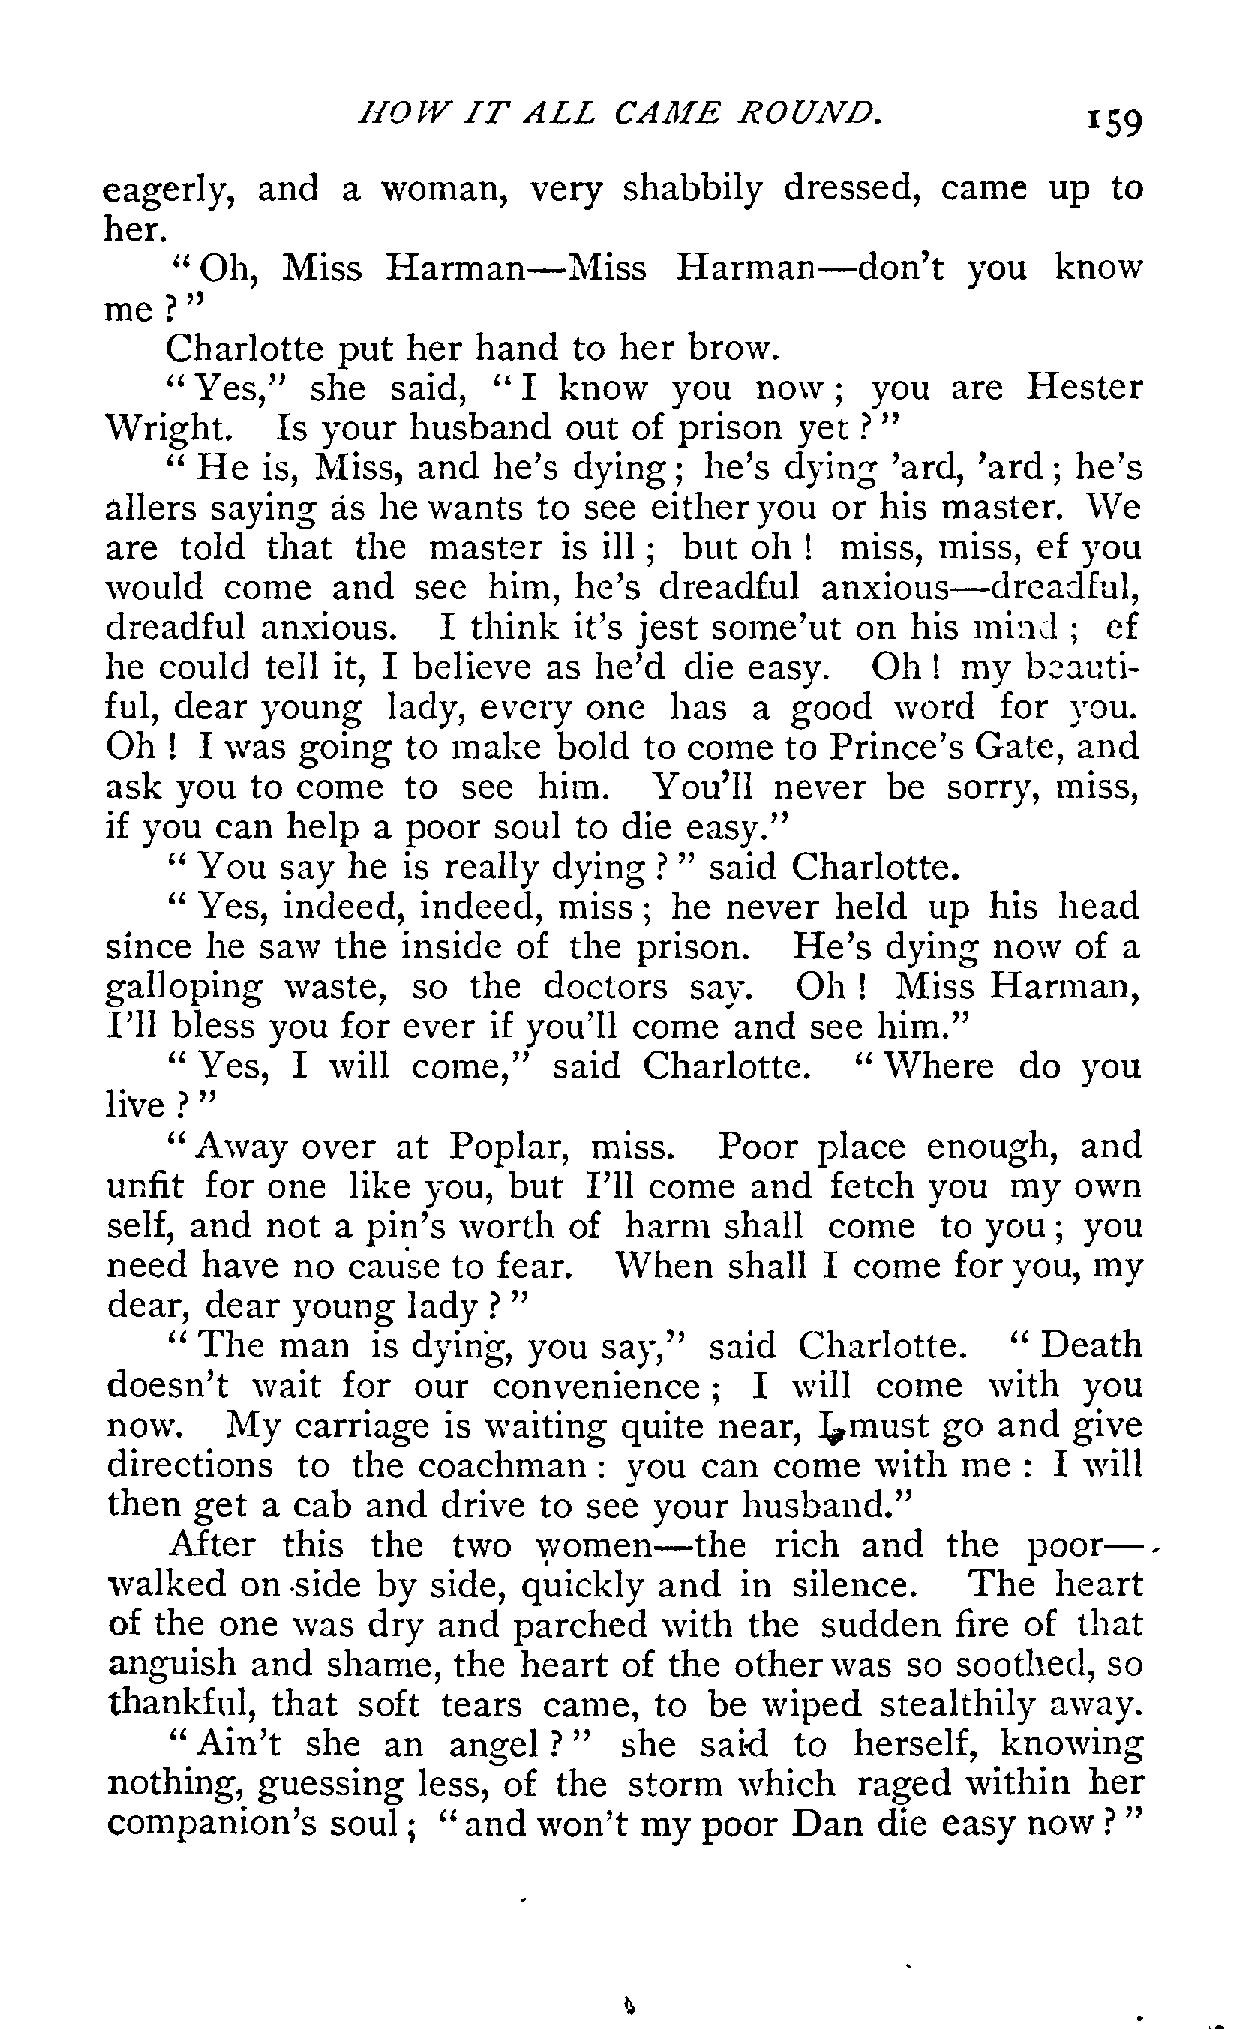 HOW IT ALL CAME ROUND. 159
eagerly, and a woman, very shabbily dressed, came up to
her.
"Oh, Miss Harman—Miss Harman—don't you know
me?"
Charlotte put her hand to her brow.
"Yes," she said, "I know you now; you are Hester
Wright. Is your husband out of prison yet?"
"He is, Miss, and he's dying; he's dying 'ard, 'ard; he's
allers saying as he wants to see either you or his master. We
are told that the master is ill; but oh! miss, miss, ef you
would come and see him, he's dreadful anxious—dreadful,
dreadful anxious. I think it's jest some'ut on his mind; ef
he could tell it, I believe as he'd die easy. Oh! my beauti-
ful, dear young lady, every one has a good word for you.
Oh! I was going to make bold to come to Prince's Gate, and
ask you to come to see him. You'll never be sorry, miss,
if you can help a poor soul to die easy."
"You say he is really dying?" said Charlotte.
"Yes, indeed, indeed, miss; he never held up his head
since he saw the inside of the prison. He's dying now of a
galloping waste, so the doctors say. Oh! Miss Harman,
I'll bless you for ever if you'll come and see him."
"Yes, I will come," said Charlotte. "Where do you
live?"
"Away over at Poplar, miss. Poor place enough, and
unfit for one like you, but I'll come and fetch you my own
self, and not a pin's worth of harm shall come to you; you
need have no cause to fear. When shall I come for you, my
dear, dear young lady?"
"The man is dying, you say," said Charlotte. "Death
doesn't wait for our convenience; I will come with you
now. My carriage is waiting quite near, I must go and give
directions to the coachman: you can come with me: I will
then get a cab and drive to see your husband."
After this the two women—the rich and the poor—
walked on side by side, quickly and in silence. The heart
of the one was dry and parched with the sudden fire of that
anguish and shame, the heart of the other was so soothed, so
thankful, that soft tears came, to be wiped stealthily away.
"Ain't she an angel?" she said to herself, knowing
nothing, guessing less, of the storm which raged within her
companion's soul; "and won't my poor Dan die easy now?"